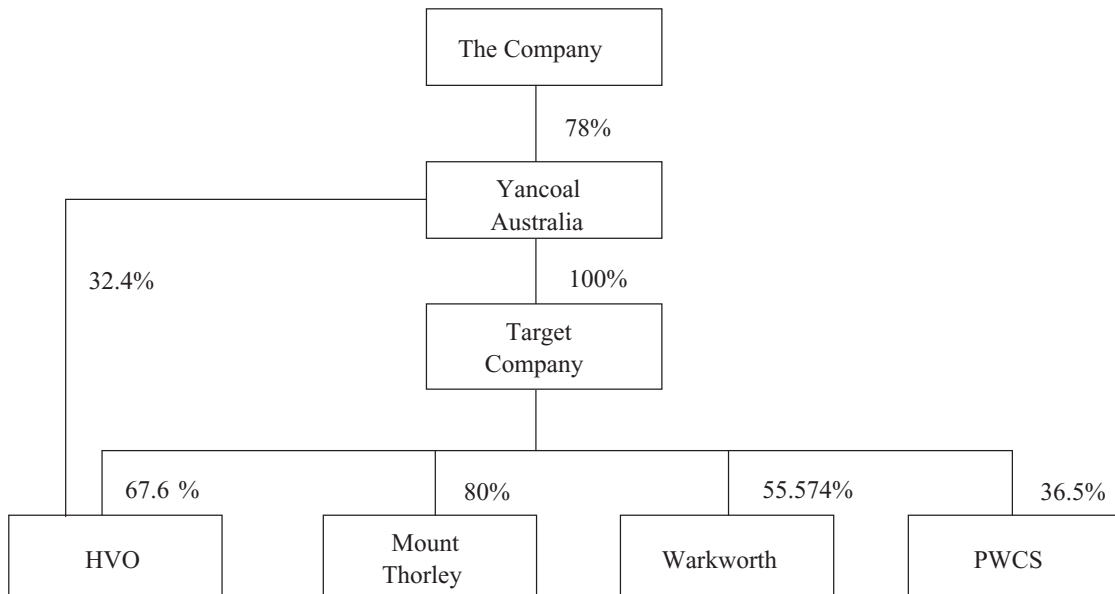 The Company
78%
Yancoal
Australia
32.4%
100%
Target
Company
67.6 %
80%
55.574%
36.5%
HVO
Mount
Thorley
Warkworth
PWCS